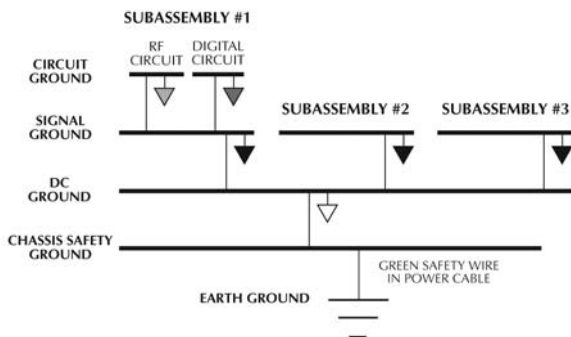 SUBASSEMBLY #1
RF
CIRCUIT
DIGITAL
CIRCUIT
CIRCUIT
GROUND
SUBASSEMBLY #2
SUBASSEMBLY #3
SIGNAL
GROUND
DC
GROUND
CHASSIS SAFETY
GROUND
GREEN SAFETY WIRE
IN POWER CABLE
EARTH GROUND